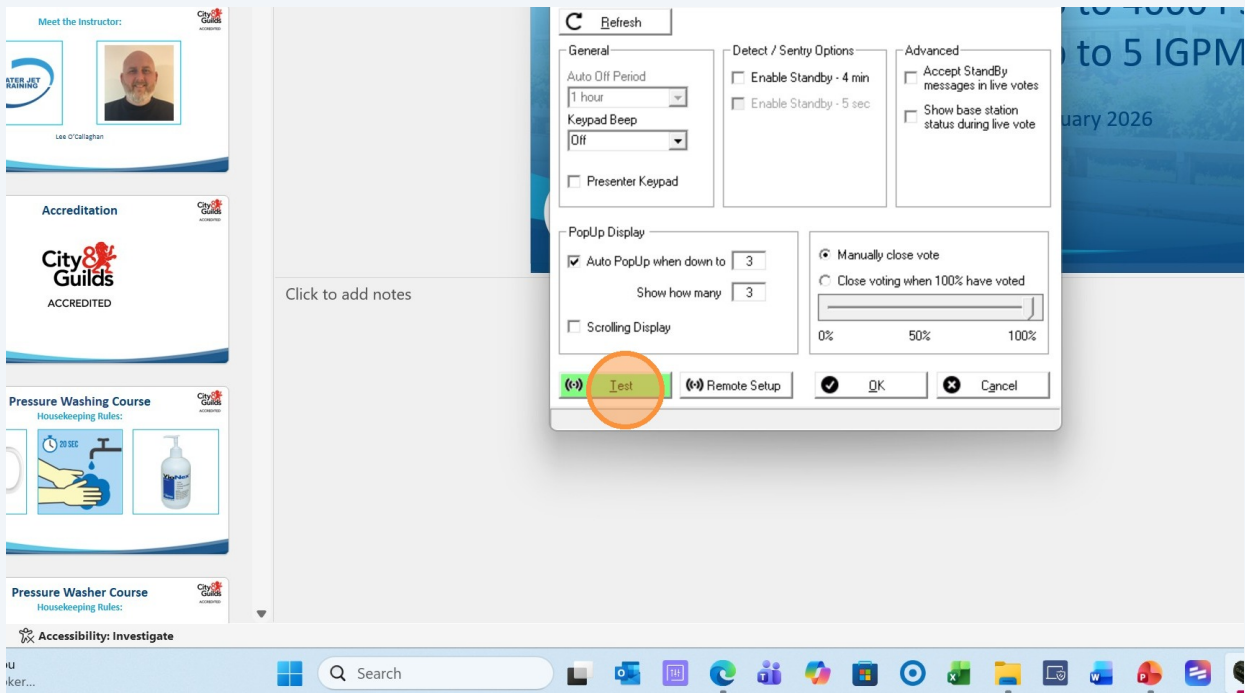 Meet the Instructor:
City& Guilds
ACCREDITED
WATER JET
TRAINING
Lee O'Callaghan
Accreditation
City& Guilds
ACCREDITED
City&
Guilds
ACCREDITED
Pressure Washing Course
City& Guilds
ACCREDITED
Housekeeping Rules:
20 SEC
Pressure Washer Course
City& Guilds
ACCREDITED
Housekeeping Rules:
Refresh
General
Auto Off Period
1 hour
Keypad Beep
Off
Presenter Keypad
Detect / Sentry Options
Enable Standby - 4 min
Enable Standby - 5 sec
Advanced
Accept StandBy
messages in live votes
Show base station
status during live vote
PopUp Display
Auto PopUp when down to 3
Show how many 3
Scrolling Display
Manually close vote
Close voting when 100% have voted
0% 50% 100%
Test
Remote Setup
OK
Cancel
to 5 IGPM
uary 2026
Click to add notes
Accessibility: Investigate
ker...
Search